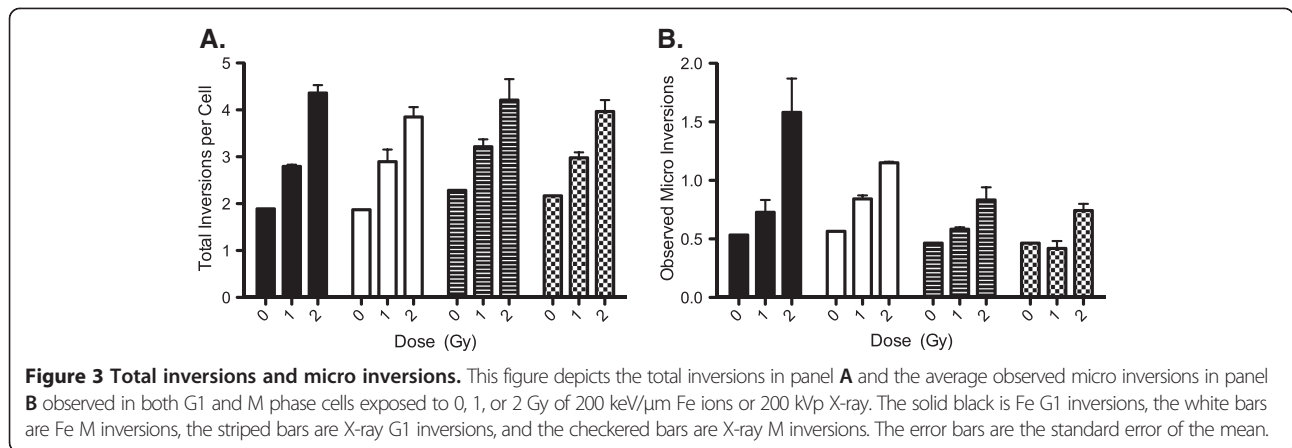 A.
Total Inversions per Cell
5
4
3
2
1
0
0 1 2 0 1 2 0 1 2 0 1 2
Dose (Gy)
B.
Observed Micro Inversions
2.0
1.5
1.0
0.5
0.0
0 1 2 0 1 2 0 1 2 0 1 2
Dose (Gy)
Figure 3 Total inversions and micro inversions. This figure depicts the total inversions in panel A and the average observed micro inversions in panel
B observed in both G1 and M phase cells exposed to 0, 1, or 2 Gy of 200 keV/μm Fe ions or 200 kVp X-ray. The solid black is Fe G1 inversions, the white bars
are Fe M inversions, the striped bars are X-ray G1 inversions, and the checkered bars are X-ray M inversions. The error bars are the standard error of the mean.